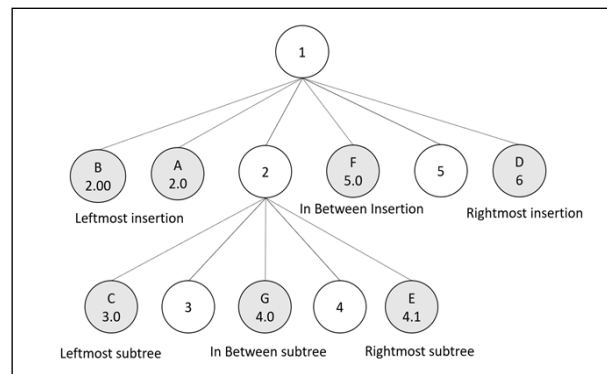 1
B
2.00
A
2.0
2
F
5.0
5
D
6
Leftmost insertion
In Between Insertion
Rightmost insertion
C
3.0
3
G
4.0
4
E
4.1
Leftmost subtree
In Between subtree
Rightmost subtree